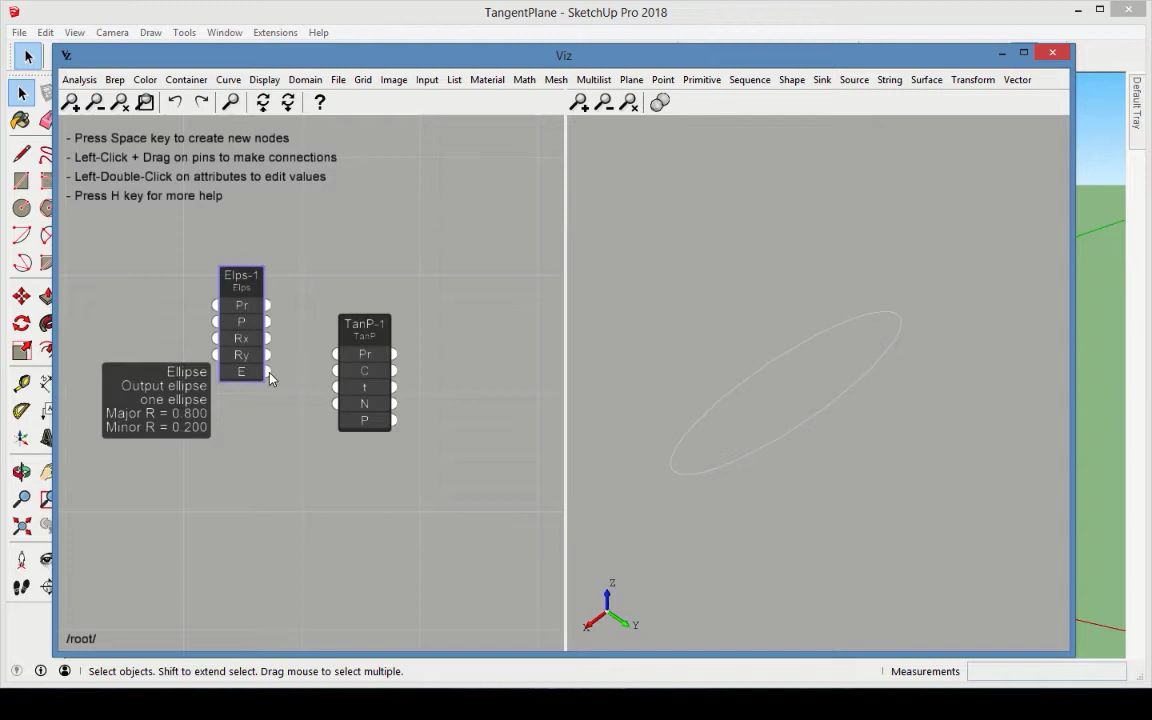 TangentPlane - SketchUp Pro 2018
File Edit View Camera Draw Tools Window Extensions Help
Viz
Analysis Brep Color Container Curve Display Domain File Grid Image Input List Material Math Mesh Multilist Plane Point Primitive Sequence Shape Sink Source String Surface Transform Vector
Default Tray
- Press Space key to create new nodes
- Left-Click + Drag on pins to make connections
- Left-Double-Click on attributes to edit values
- Press H key for more help
Elps-1
Elps
Pr
P
Rx
Ry
E
TanP-1
TanP
Pr
C
t
N
P
Ellipse
Output ellipse
one ellipse
Major R = 0.800
Minor R = 0.200
Z
X
Y
/root/
Select objects. Shift to extend select. Drag mouse to select multiple.
Measurements